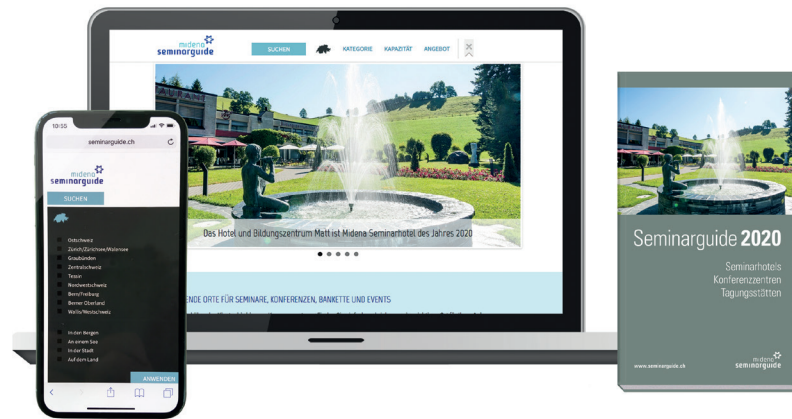 midena
seminarguide
SUCHEN
KATEGORIE
KAPAZITÄT
ANGEBOT
Das Hotel und Bildungszentrum Matt ist Midena Seminarhotel des Jahres 2020
ENDE ORTE FÜR SEMINARE, KONFERENZEN, BANKETTE UND EVENTS
10:55
seminarguide.ch
midena
seminarguide
SUCHEN
Ostschweiz
Zürich/Zürichsee/Walensee
Graubünden
Zentralschweiz
Tessin
Nordwestschweiz
Bern/Freiburg
Berner Oberland
Wallis/Westschweiz
In den Bergen
An einem See
In der Stadt
Auf dem Land
ANWENDEN
Seminarguide 2020
Seminarhotels
Konferenzzentren
Tagungsstätten
www.seminarguide.ch
midena
seminarguide